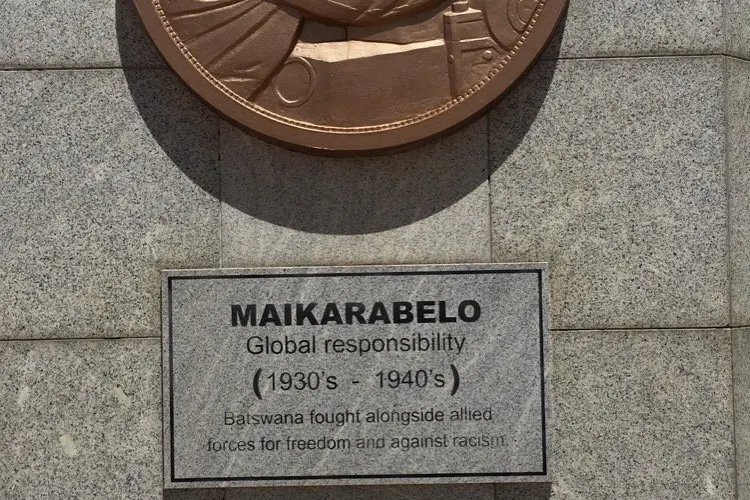 MAIKARABELO
Global responsibility
(1930's - 1940's)
Batswana fought alongside allied
forces for freedom and against racism.